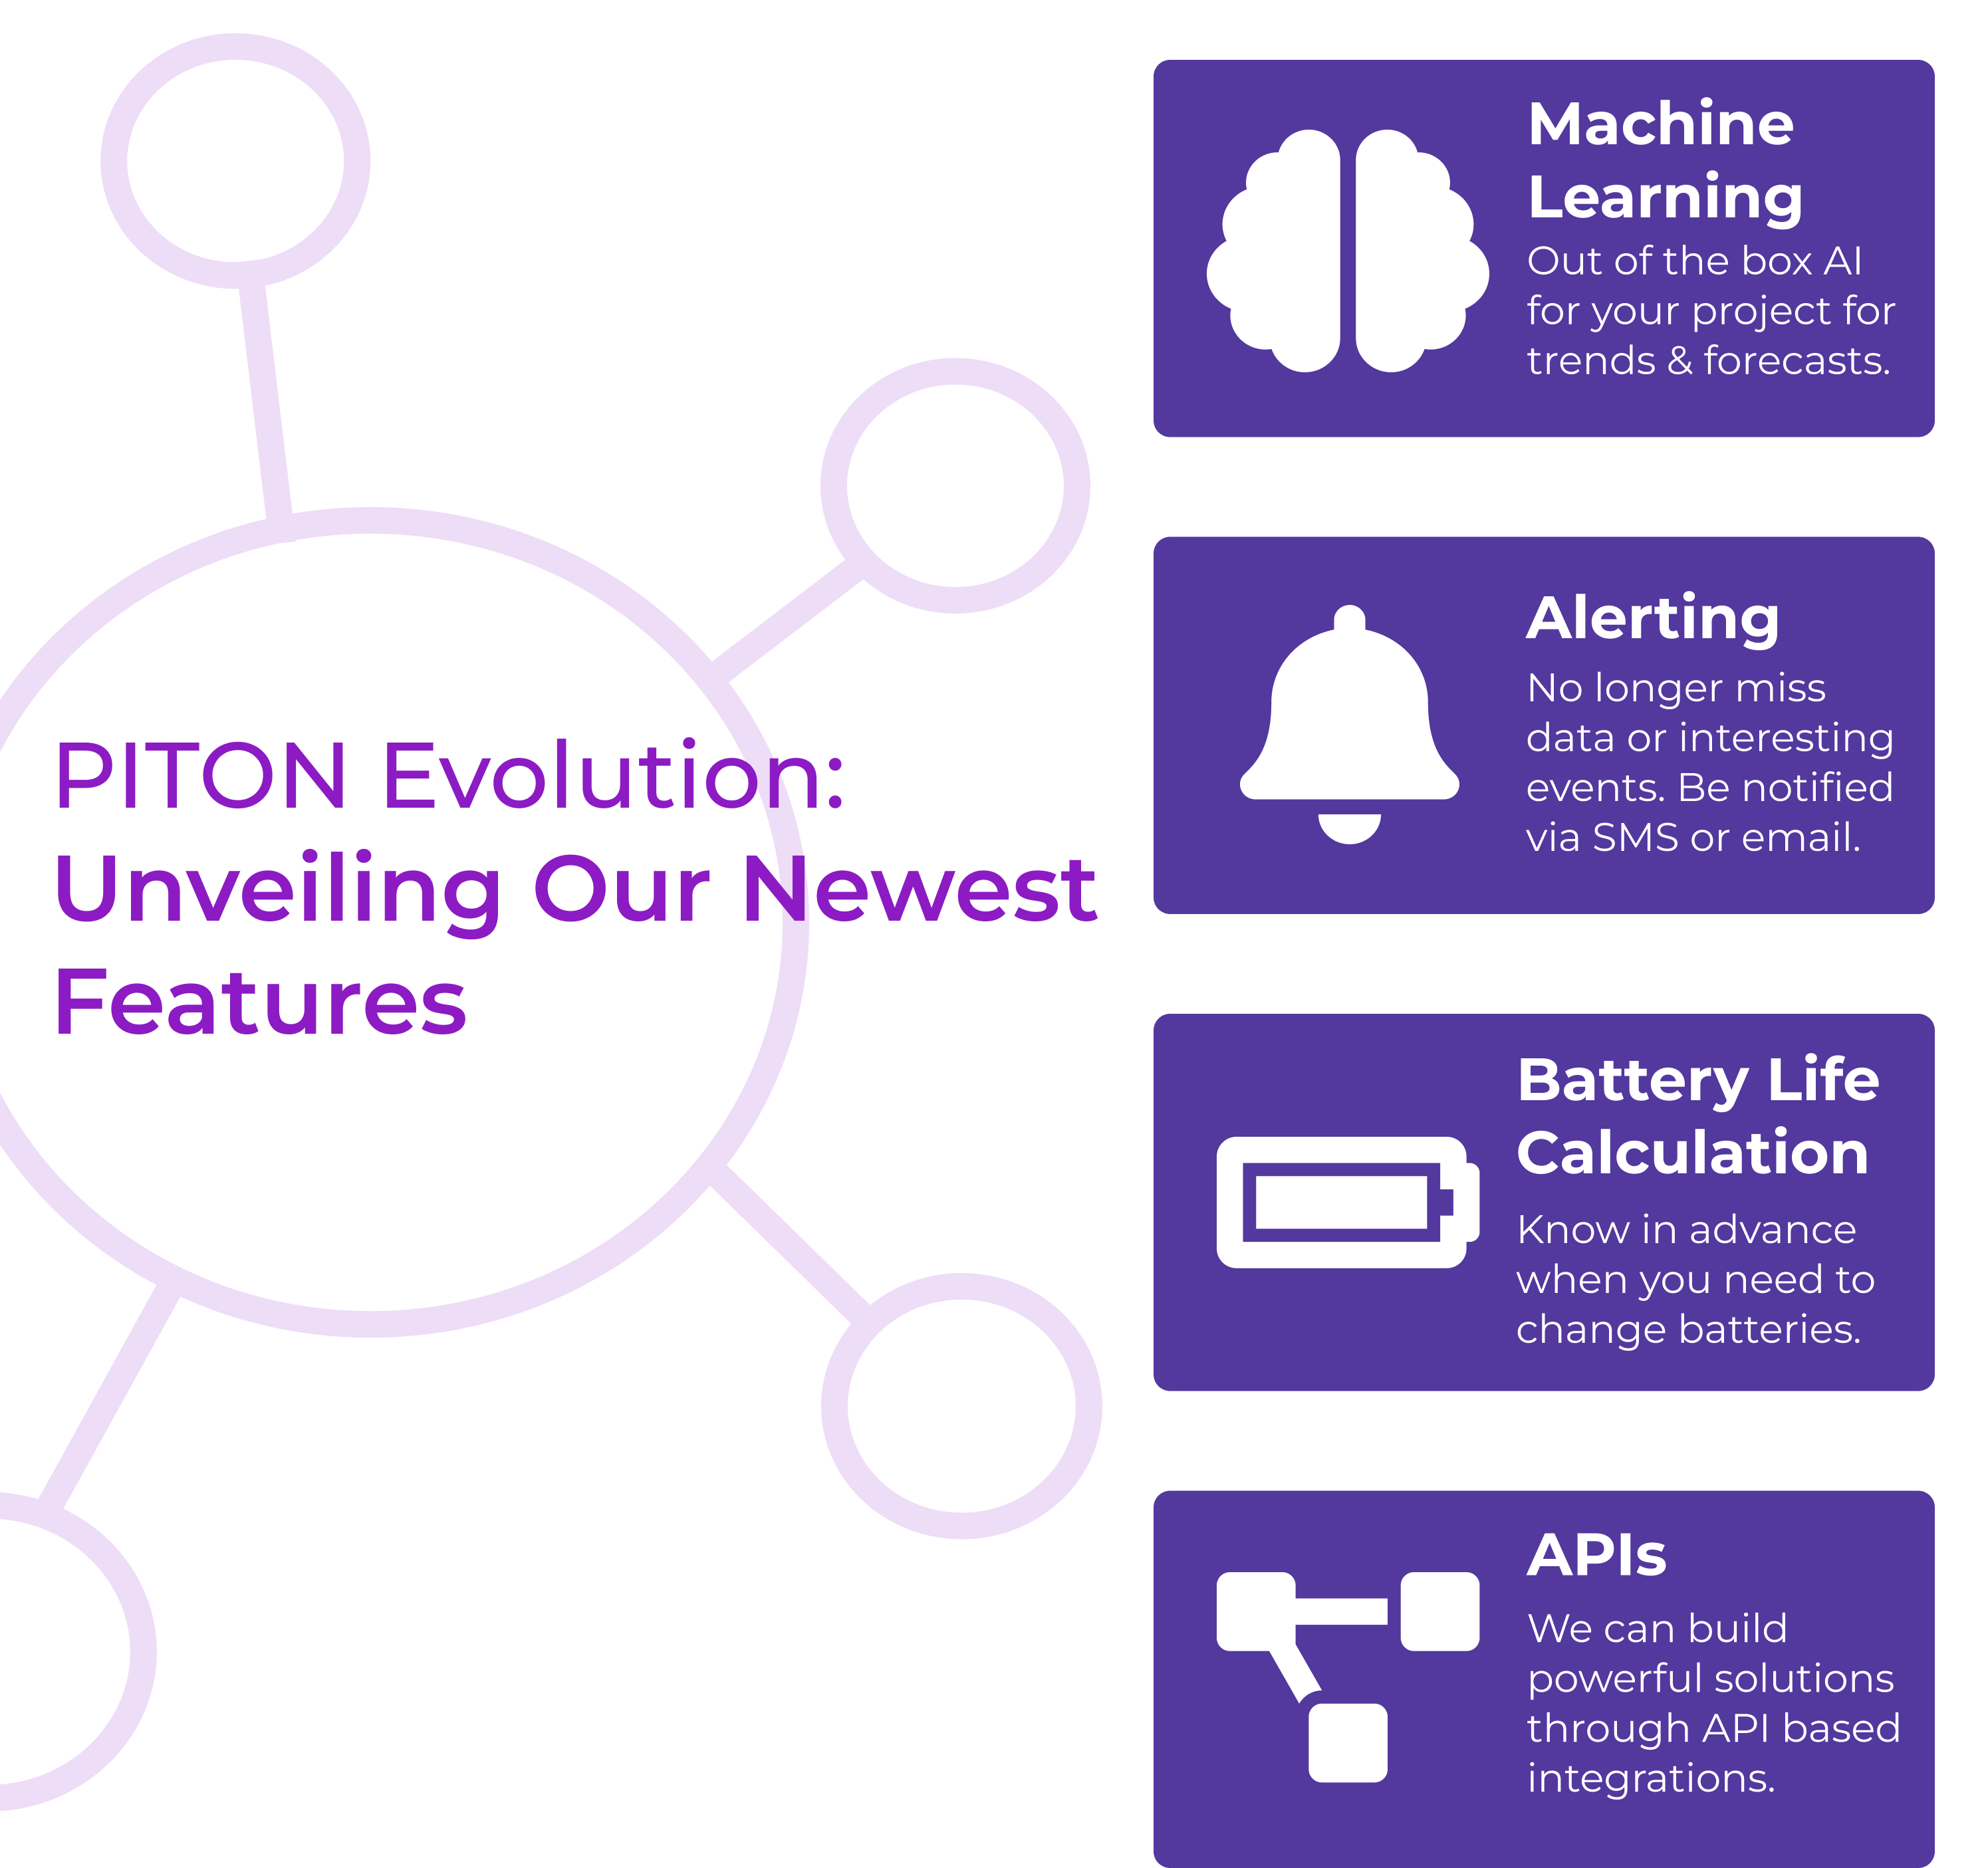 PITON Evolution:
Unveiling Our Newest
Features
Machine
Learning
Out of the box AI
for your project for
trends & forecasts.
Alerting
No longer miss
data or interesting
events. Be notified
via SMS or email.
Battery Life
Calculation
Know in advance
when you need to
change batteries.
APIs
We can build
powerful solutions
through API based
integrations.